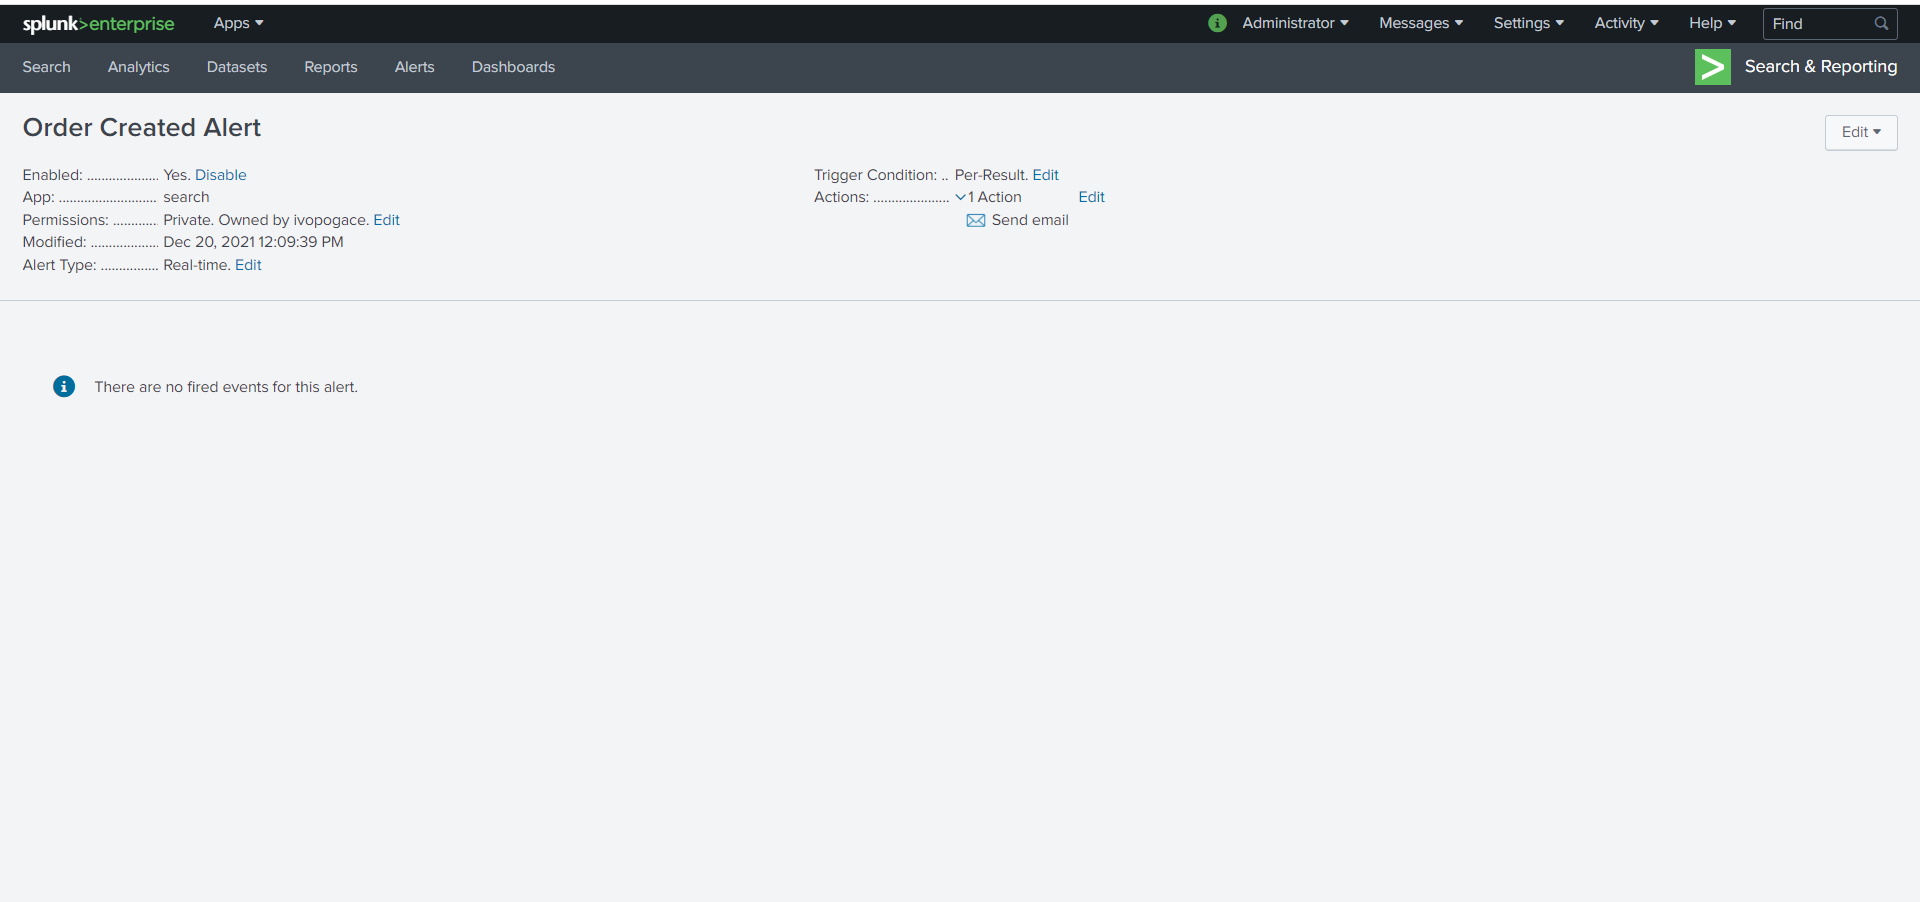 splunk>enterprise Apps Administrator Messages Settings Activity Help Find
Search Analytics Datasets Reports Alerts Dashboards Search & Reporting
Order Created Alert
Edit
Enabled: .................... Yes. Disable
App: ........................... search
Permissions: ............ Private. Owned by ivopogace. Edit
Modified: ................... Dec 20, 2021 12:09:39 PM
Alert Type: ................ Real-time. Edit
Trigger Condition: .. Per-Result. Edit
Actions: ..................... 1 Action Edit
Send email
There are no fired events for this alert.